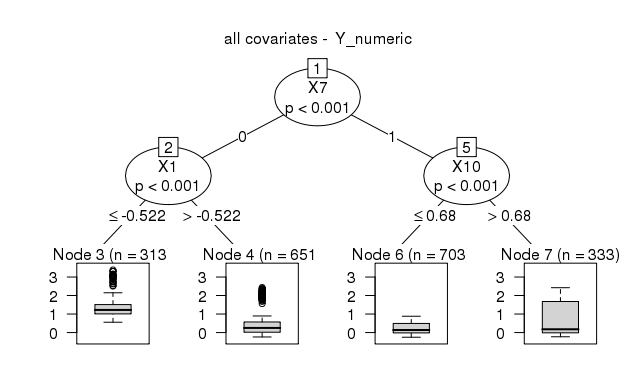 all covariates - Y_numeric
1
X7
p < 0.001
0
1
2
X1
p < 0.001
5
X10
p < 0.001
≤ -0.522
> -0.522
≤ 0.68
> 0.68
Node 3 (n = 313
Node 4 (n = 651
Node 6 (n = 703
Node 7 (n = 333)
3
2
1
0
3
2
1
0
3
2
1
0
3
2
1
0